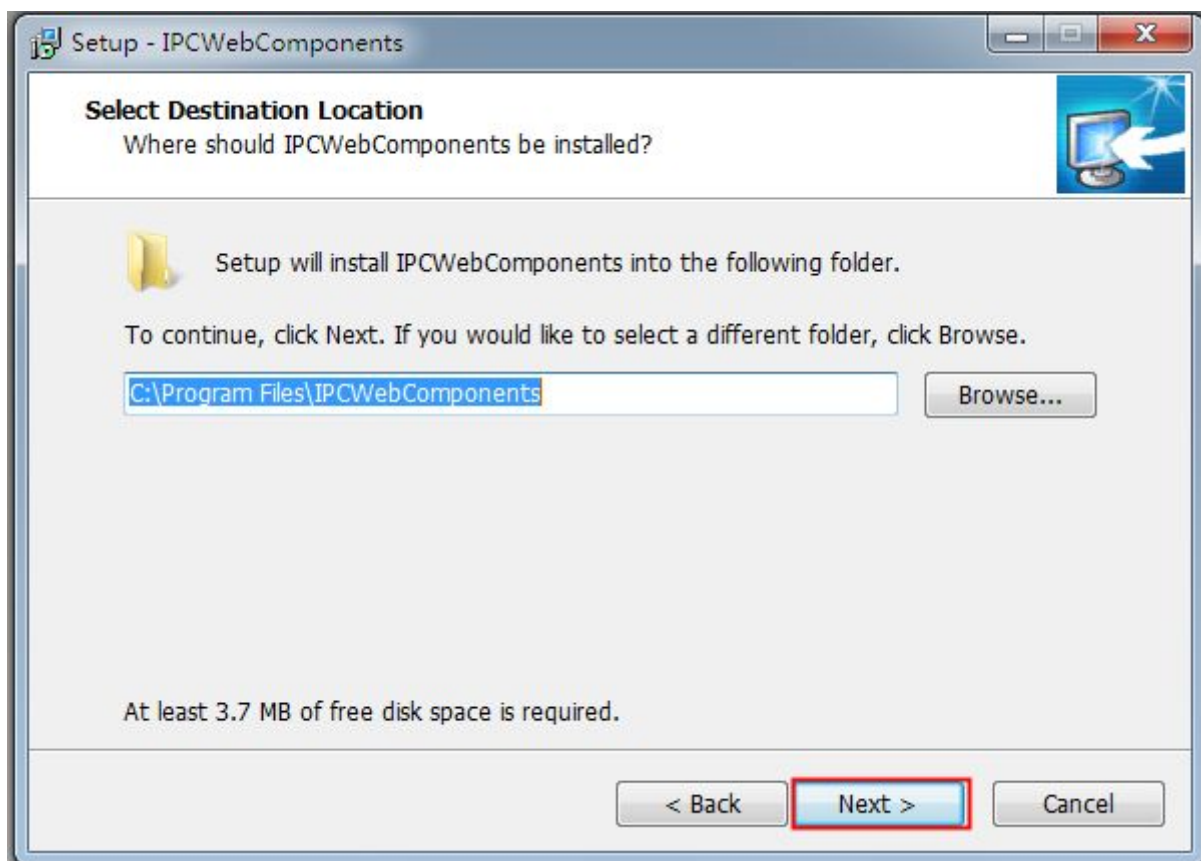 Setup - IPCWebComponents
Select Destination Location
Where should IPCWebComponents be installed?
Setup will install IPCWebComponents into the following folder.
To continue, click Next. If you would like to select a different folder, click Browse.
C:\Program Files\IPCWebComponents
Browse...
At least 3.7 MB of free disk space is required.
< Back Next > Cancel